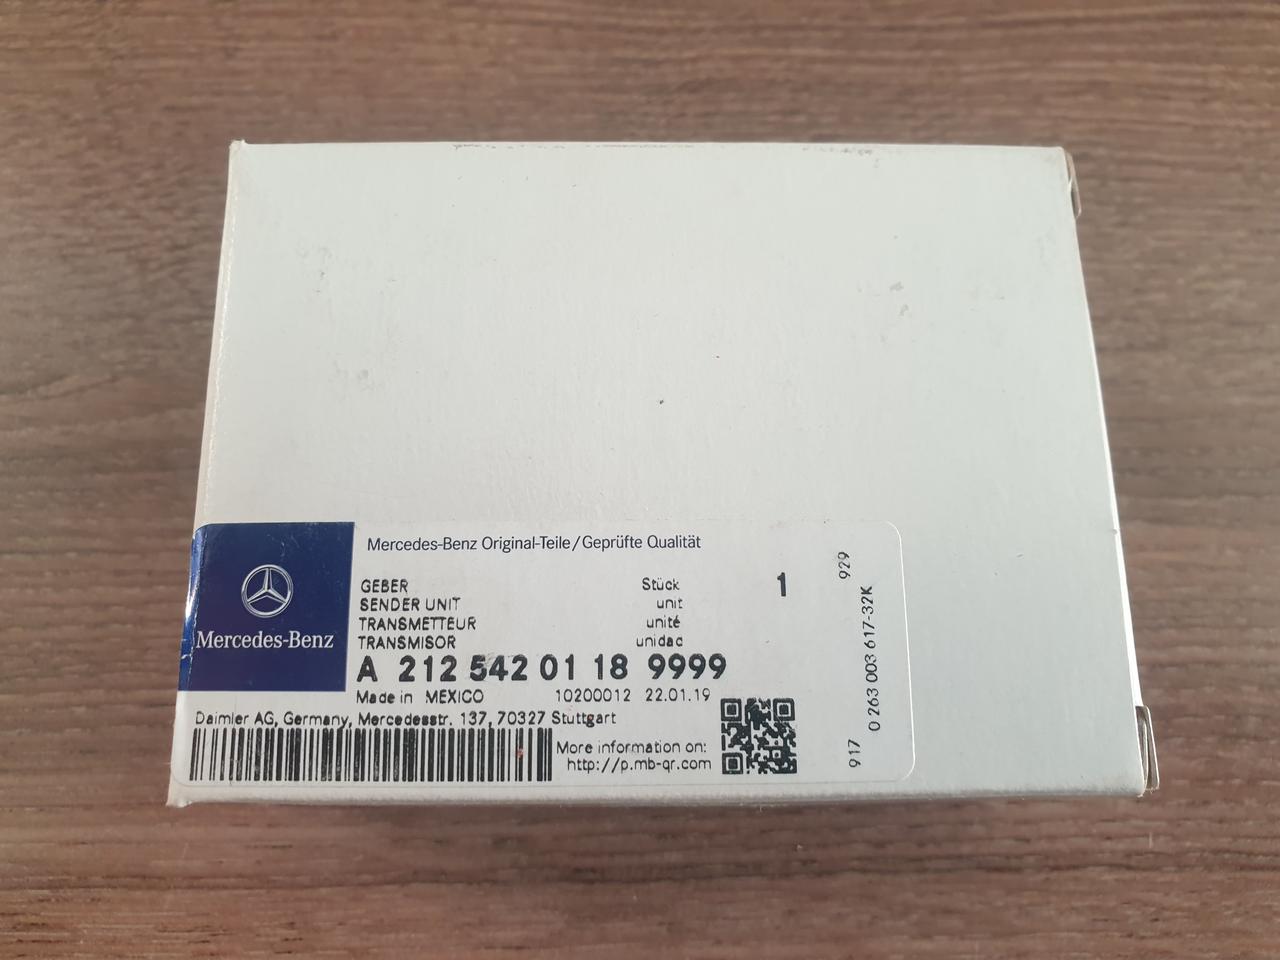 Mercedes-Benz Original-Teile/Geprüfte Qualität
Mercedes-Benz
GEBER Stück 1
SENDER UNIT unit
TRANSMETTEUR unité
TRANSMISOR unidac
A 212 542 01 18 9999
Made in MEXICO 10200012 22.01.19
Daimler AG, Germany, Mercedesstr. 137, 70327 Stuttgart
More information on:
http://p.mb-qr.com
929
0 263 003 617-32K
917